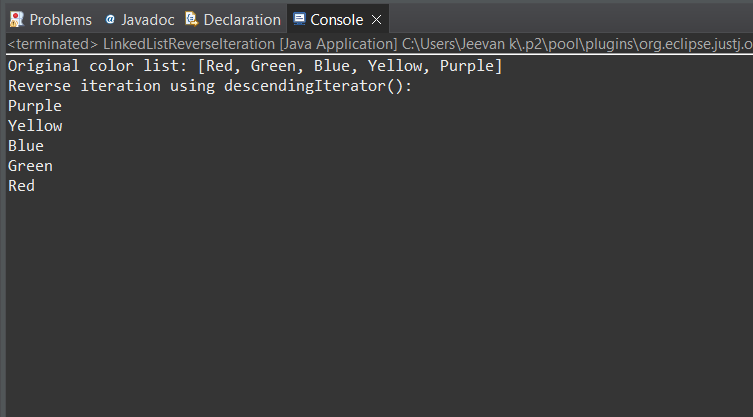 Problems Javadoc Declaration Console
<terminated> LinkedListReverseIteration [Java Application] C:\Users\Jeevan k\.p2\pool\plugins\org.eclipse.justj.o
Original color list: [Red, Green, Blue, Yellow, Purple]
Reverse iteration using descendingIterator():
Purple
Yellow
Blue
Green
Red